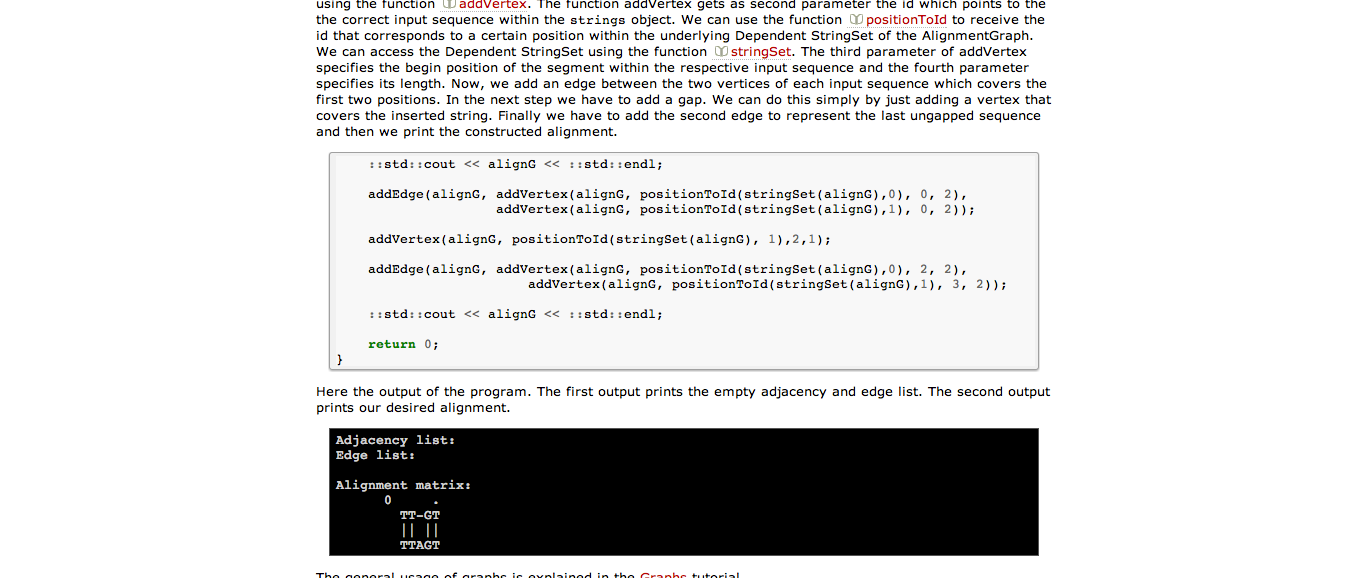 using the function addVertex. The function addVertex gets as second parameter the id which points to the
the correct input sequence within the strings object. We can use the function positionToId to receive the
id that corresponds to a certain position within the underlying Dependent StringSet of the AlignmentGraph.
We can access the Dependent StringSet using the function stringSet. The third parameter of addVertex
specifies the begin position of the segment within the respective input sequence and the fourth parameter
specifies its length. Now, we add an edge between the two vertices of each input sequence which covers the
first two positions. In the next step we have to add a gap. We can do this simply by just adding a vertex that
covers the inserted string. Finally we have to add the second edge to represent the last ungapped sequence
and then we print the constructed alignment.
::std::cout << alignG << ::std::endl;
addEdge(alignG, addVertex(alignG, positionToId(stringSet(alignG),0), 0, 2),
addVertex(alignG, positionToId(stringSet(alignG),1), 0, 2));
addVertex(alignG, positionToId(stringSet(alignG), 1),2,1);
addEdge(alignG, addVertex(alignG, positionToId(stringSet(alignG),0), 2, 2),
addVertex(alignG, positionToId(stringSet(alignG),1), 3, 2));
::std::cout << alignG << ::std::endl;
return 0;
}
Here the output of the program. The first output prints the empty adjacency and edge list. The second output
prints our desired alignment.
Adjacency list:
Edge list:
Alignment matrix:
0     .
TT-GT
|| ||
TTAGT
The general usage of graphs is explained in the Graphs tutorial.